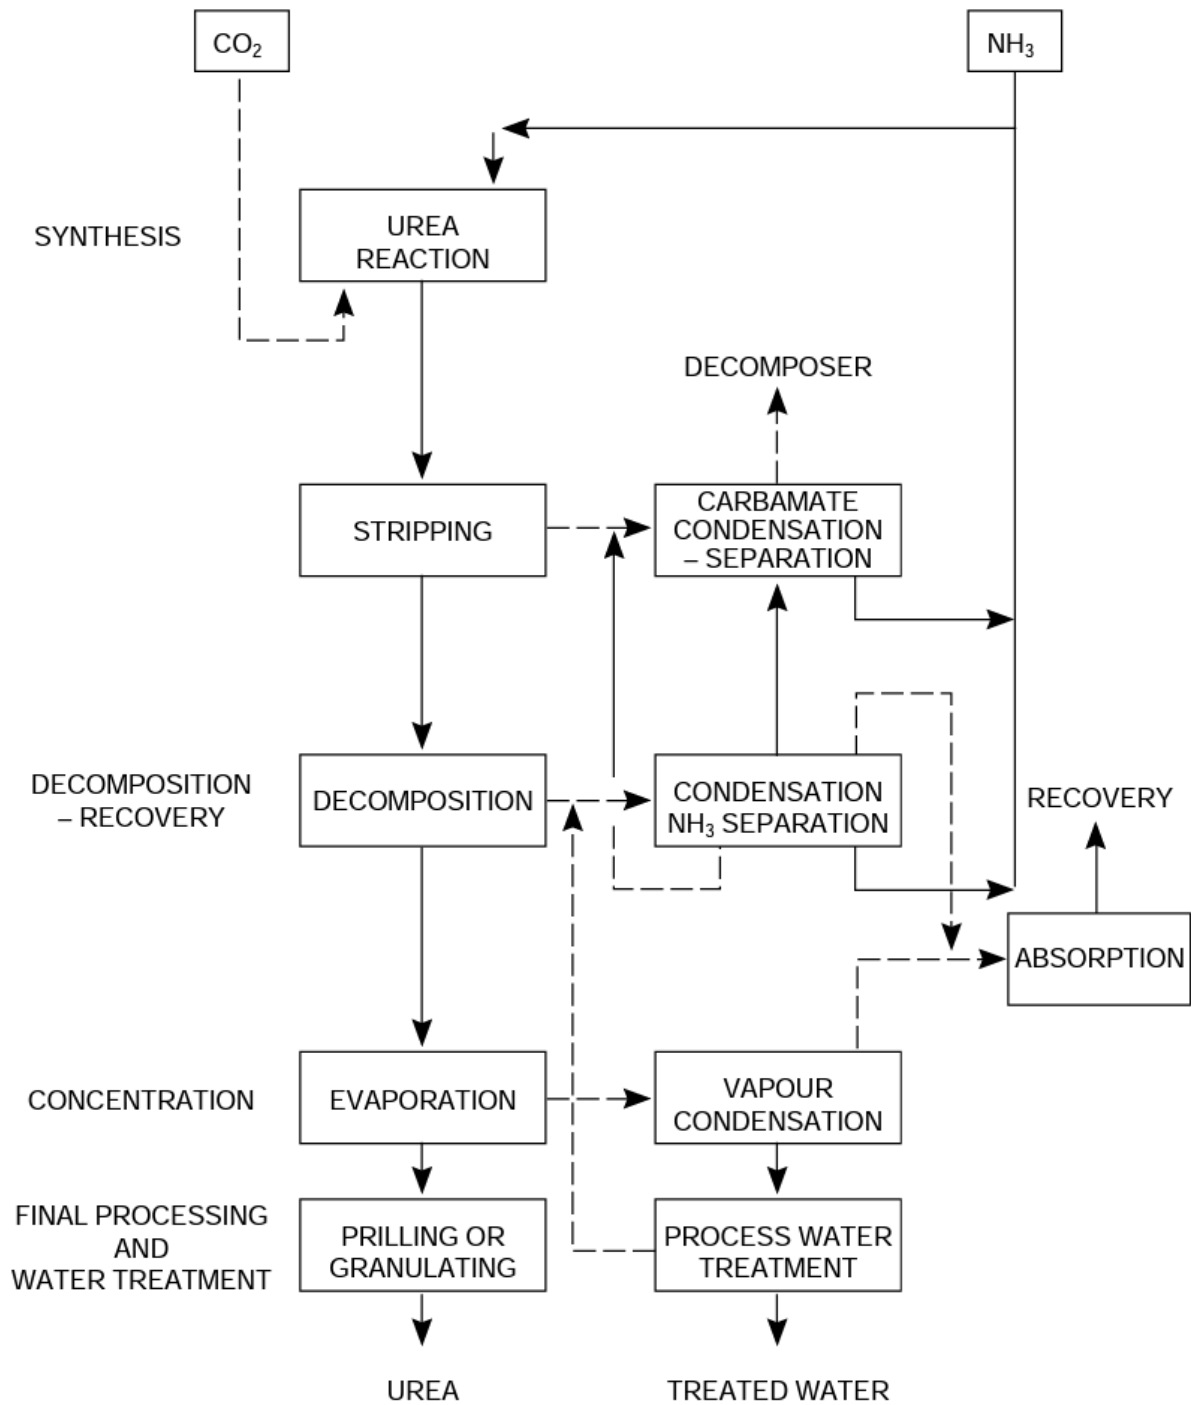 CO₂
NH₃
SYNTHESIS
UREA
REACTION
DECOMPOSER
STRIPPING
CARBAMATE
CONDENSATION
– SEPARATION
DECOMPOSITION
– RECOVERY
DECOMPOSITION
CONDENSATION
NH₃ SEPARATION
RECOVERY
ABSORPTION
CONCENTRATION
EVAPORATION
VAPOUR
CONDENSATION
FINAL PROCESSING
AND
WATER TREATMENT
PRILLING OR
GRANULATING
PROCESS WATER
TREATMENT
UREA
TREATED WATER